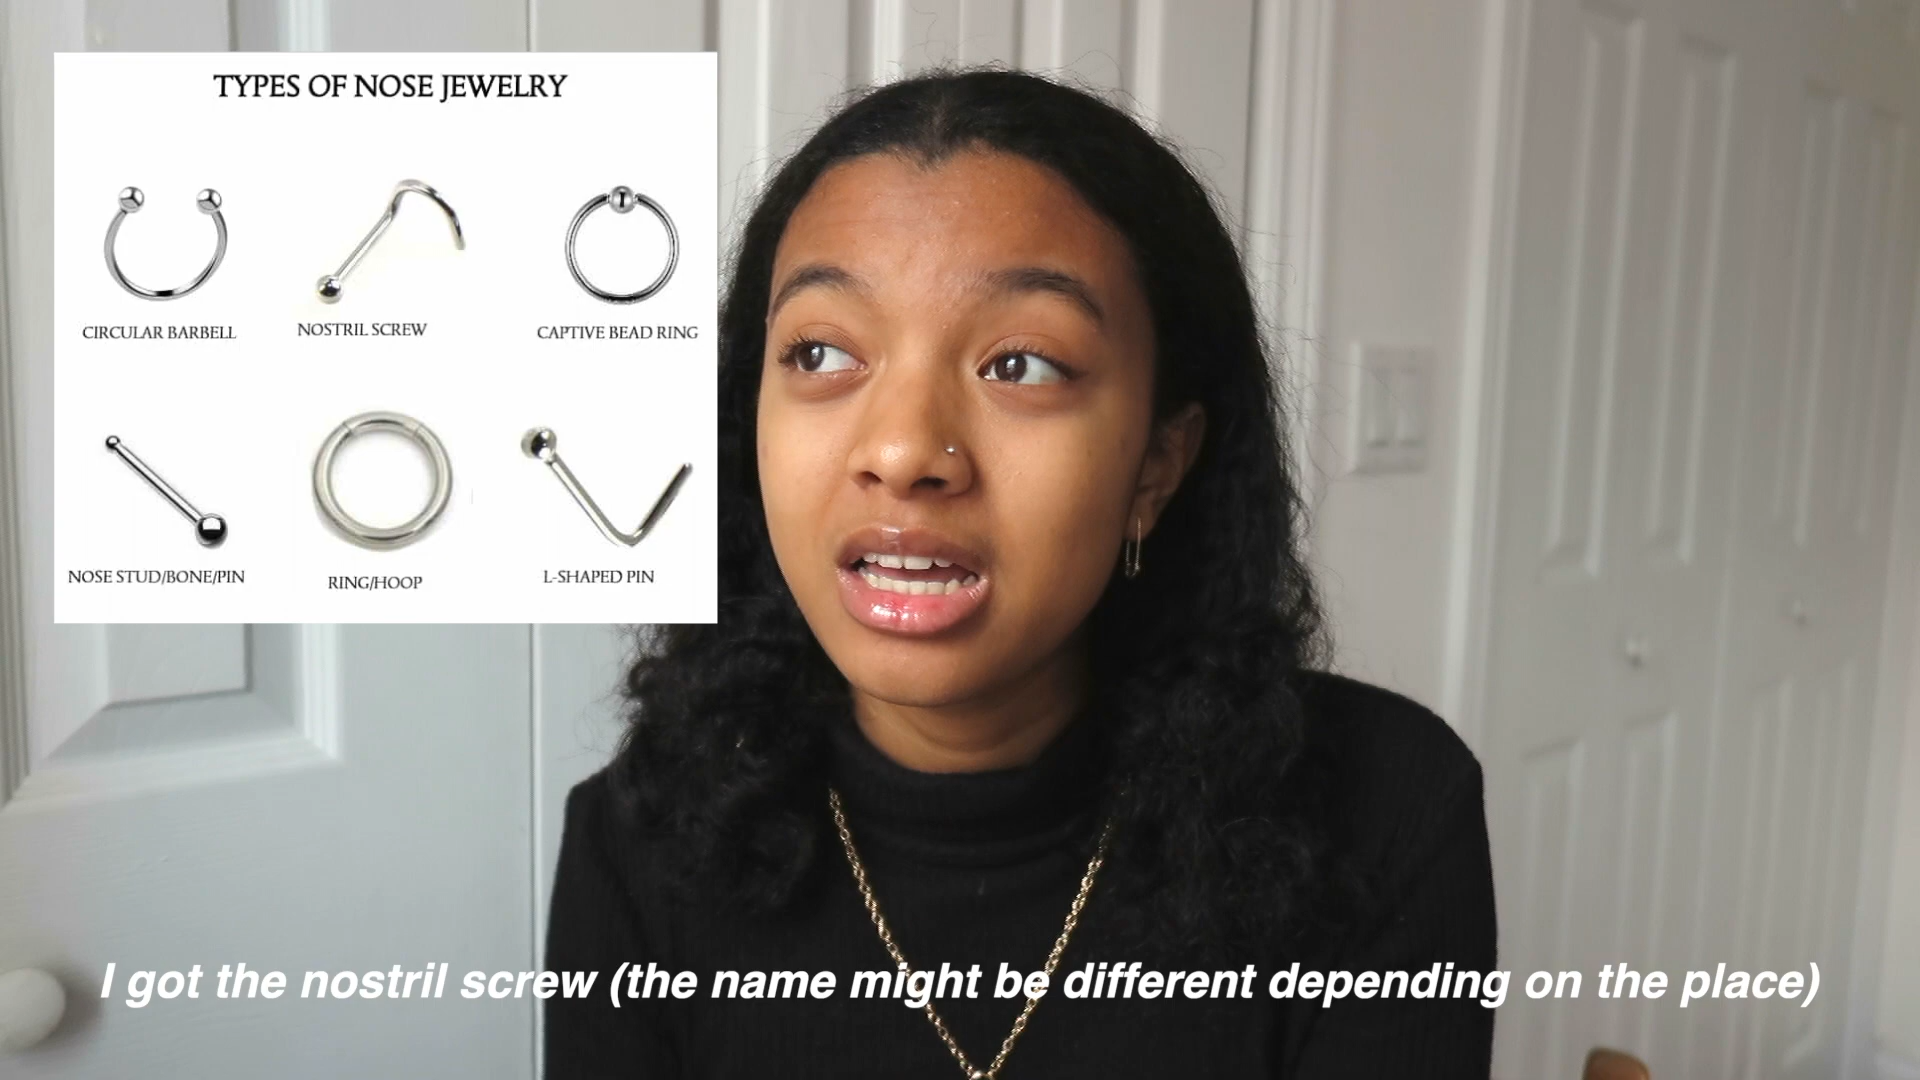 TYPES OF NOSE JEWELRY
CIRCULAR BARBELL
NOSTRIL SCREW
CAPTIVE BEAD RING
NOSE STUD/BONE/PIN
RING/HOOP
L-SHAPED PIN
I got the nostril screw (the name might be different depending on the place)